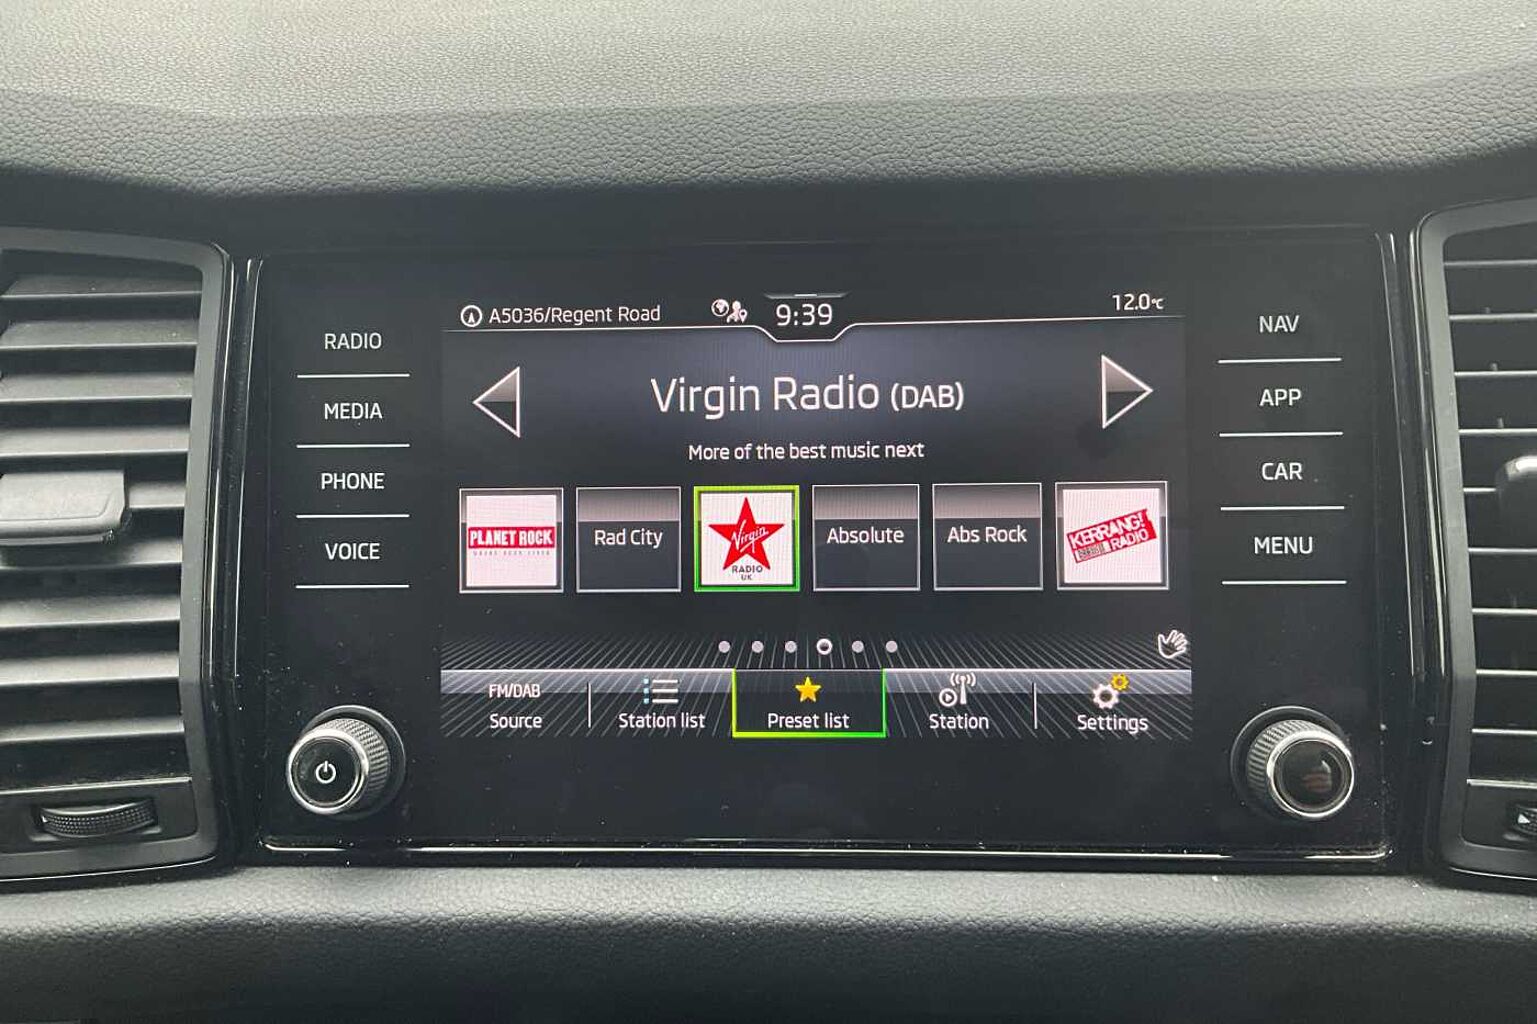 A5036/Regent Road
9:39
12.0°C
RADIO
MEDIA
PHONE
VOICE
NAV
APP
CAR
MENU
Virgin Radio (DAB)
More of the best music next
PLANET ROCK
Rad City
Virgin
RADIO
UK
Absolute
Abs Rock
KERRANG!
RADIO
FM/DAB
Source
Station list
Preset list
Station
Settings